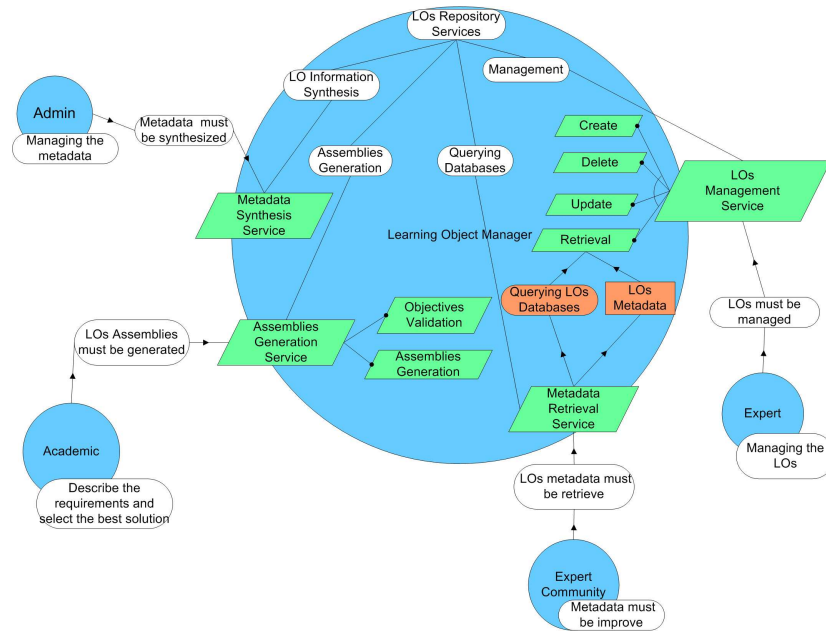 LOs Repository
Services
LO Information
Synthesis
Management
Admin
Managing the
metadata
Metadata  must
be synthesized
Assemblies
Generation
Querying
Databases
Create
Delete
Update
Retrieval
LOs
Management
Service
Metadata
Synthesis
Service
Learning Object Manager
Querying LOs
Databases
LOs
Metadata
LOs must be
managed
LOs Assemblies
must be generated
Assemblies
Generation
Service
Objectives
Validation
Assemblies
Generation
Metadata
Retrieval
Service
Expert
Managing the
LOs
Academic
Describe the
requirements and
select the best solution
LOs metadata must
be retrieve
Expert
Community
Metadata must
be improve